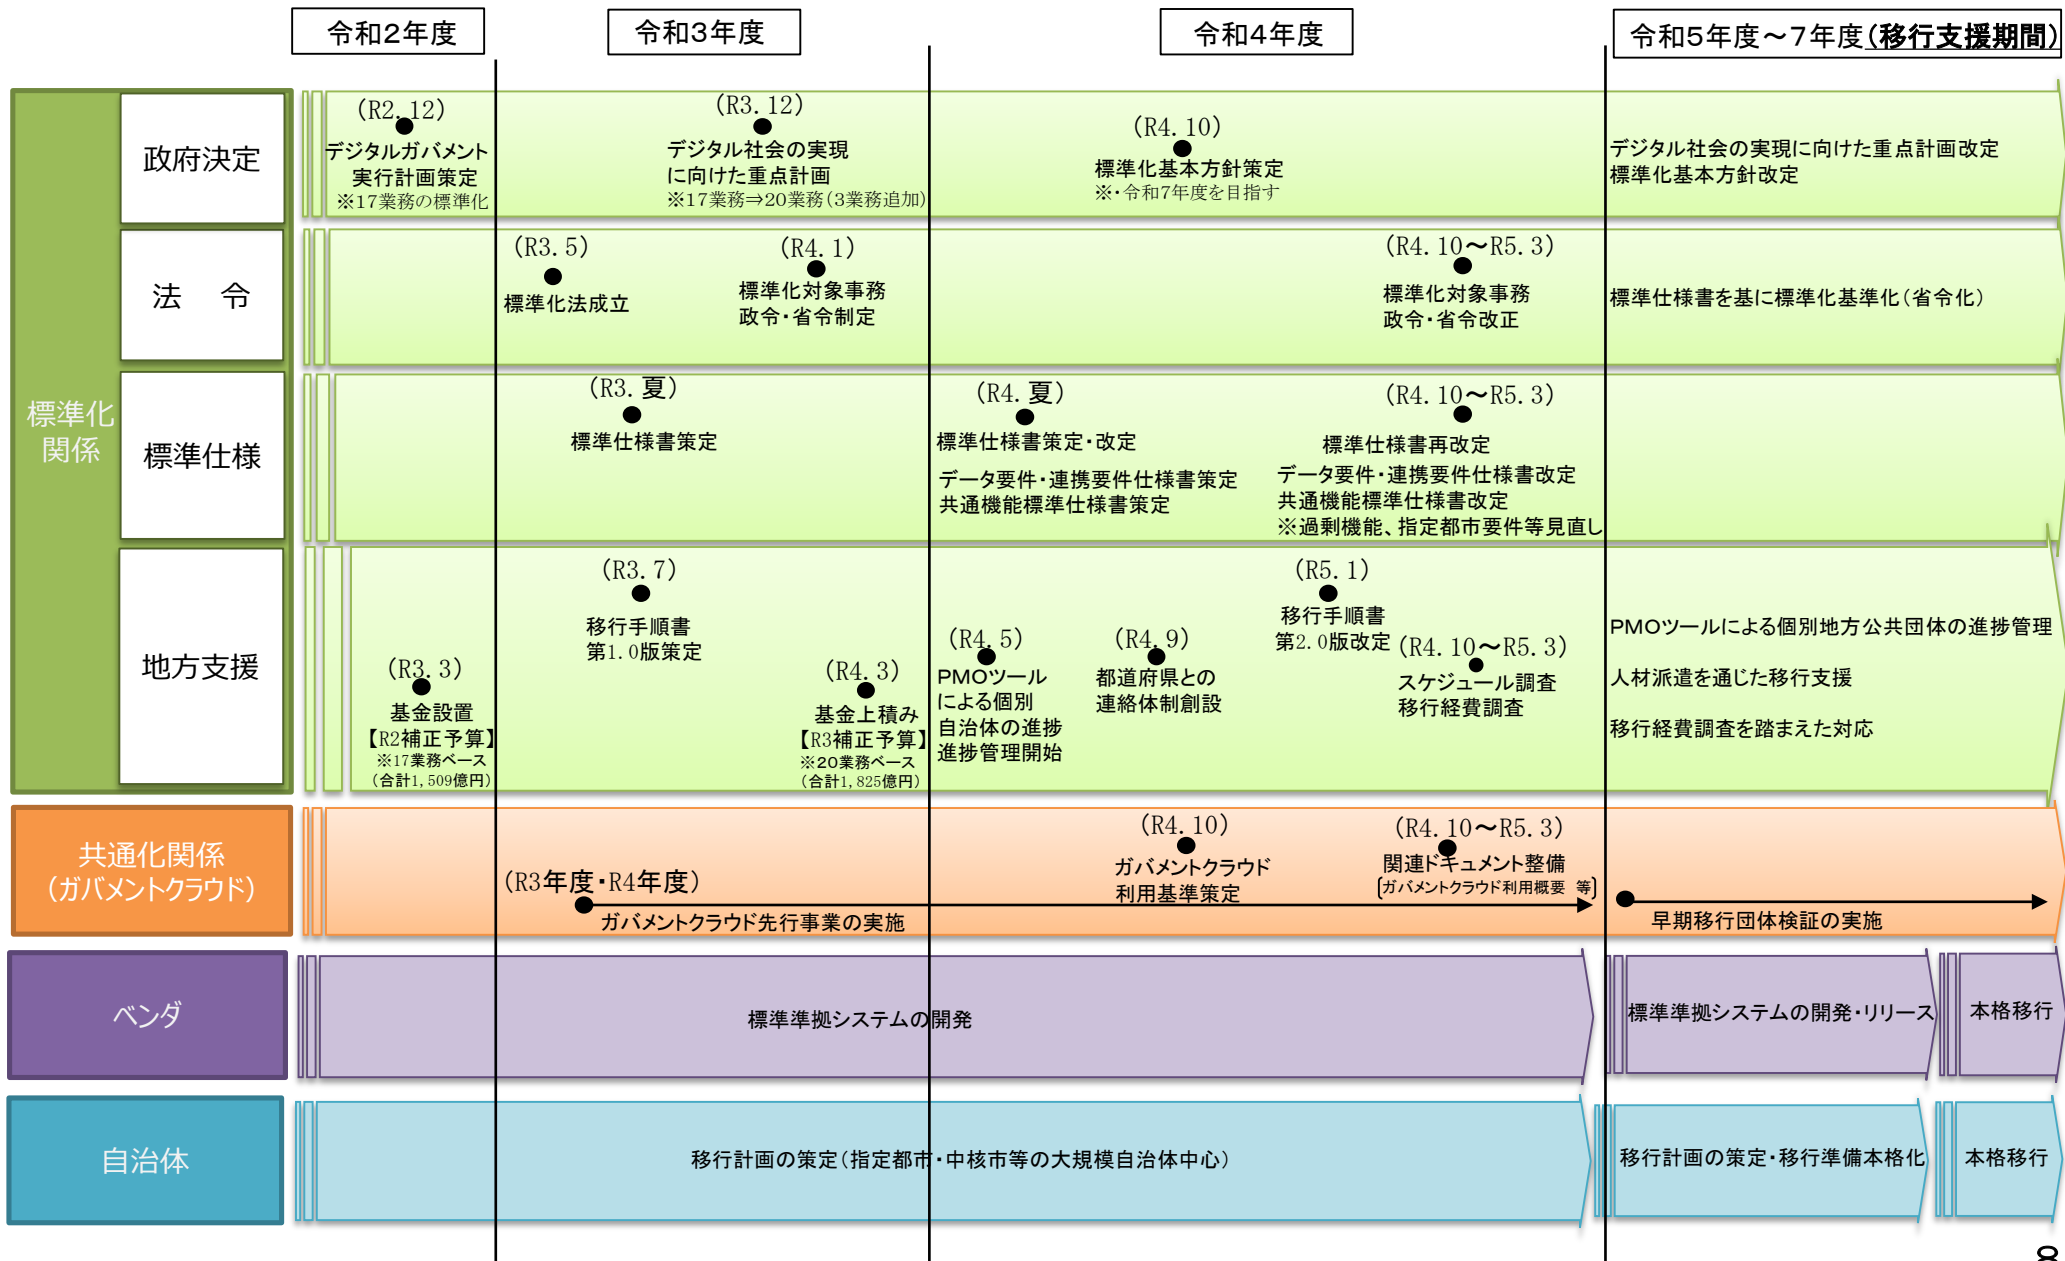 令和2年度
令和3年度
令和4年度
令和5年度～7年度(移行支援期間)
標準化
関係
政府決定
(R2.12)
デジタルガバメント
実行計画策定
※17業務の標準化
(R3.12)
デジタル社会の実現
に向けた重点計画
※17業務⇒20業務(3業務追加)
(R4.10)
標準化基本方針策定
※・令和7年度を目指す
デジタル社会の実現に向けた重点計画改定
標準化基本方針改定
法 令
(R3.5)
標準化法成立
(R4.1)
標準化対象事務
政令・省令制定
(R4.10～R5.3)
標準化対象事務
政令・省令改正
標準仕様書を基に標準化基準化(省令化)
標準仕様
(R3.夏)
標準仕様書策定
(R4.夏)
標準仕様書策定・改定
データ要件・連携要件仕様書策定
共通機能標準仕様書策定
(R4.10～R5.3)
標準仕様書再改定
データ要件・連携要件仕様書改定
共通機能標準仕様書改定
※過剰機能、指定都市要件等見直し
地方支援
(R3.3)
基金設置
【R2補正予算】
※17業務ベース
(合計1,509億円)
(R3.7)
移行手順書
第1.0版策定
(R4.3)
基金上積み
【R3補正予算】
※20業務ベース
(合計1,825億円)
(R4.5)
PMOツール
による個別
自治体の進捗
進捗管理開始
(R4.9)
都道府県との
連絡体制創設
(R5.1)
移行手順書
第2.0版改定
(R4.10～R5.3)
スケジュール調査
移行経費調査
PMOツールによる個別地方公共団体の進捗管理
人材派遣を通じた移行支援
移行経費調査を踏まえた対応
共通化関係
(ガバメントクラウド)
(R3年度・R4年度)
ガバメントクラウド先行事業の実施
(R4.10)
ガバメントクラウド
利用基準策定
(R4.10～R5.3)
関連ドキュメント整備
〔ガバメントクラウド利用概要 等〕
早期移行団体検証の実施
ベンダ
標準準拠システムの開発
標準準拠システムの開発・リリース
本格移行
自治体
移行計画の策定(指定都市・中核市等の大規模自治体中心)
移行計画の策定・移行準備本格化
本格移行
8